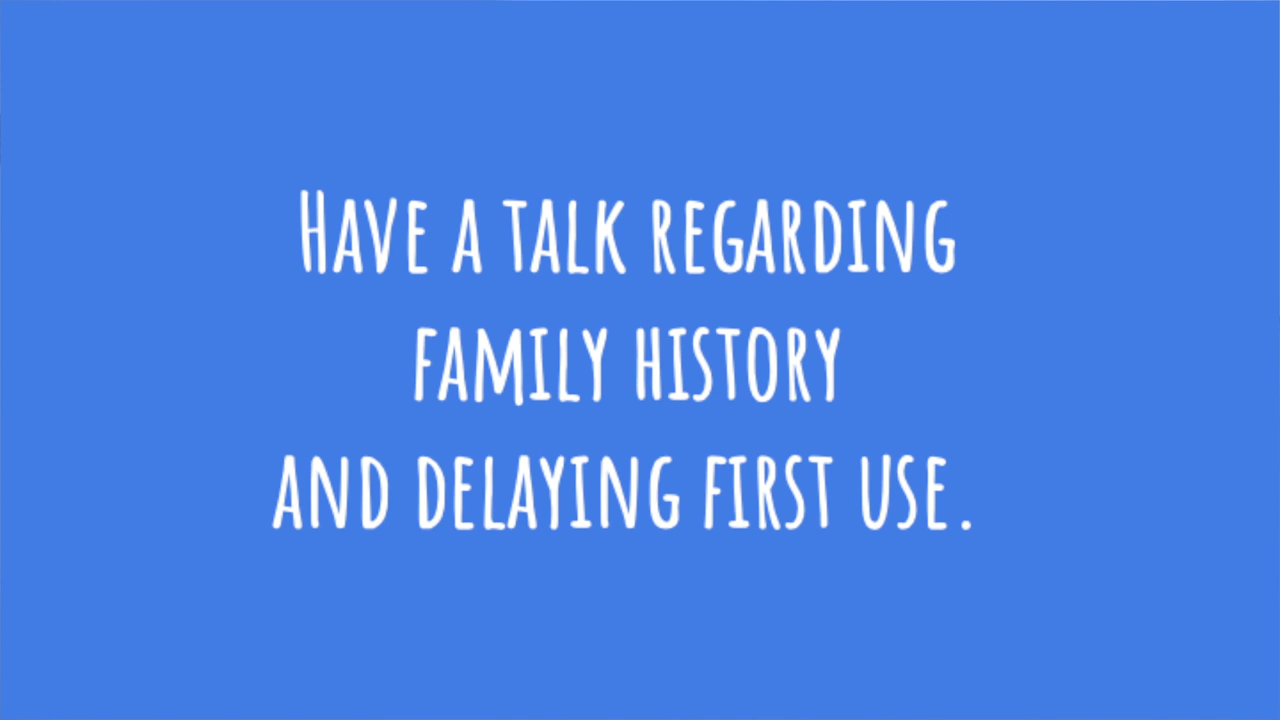 Have a talk regarding
family history
and delaying first use.